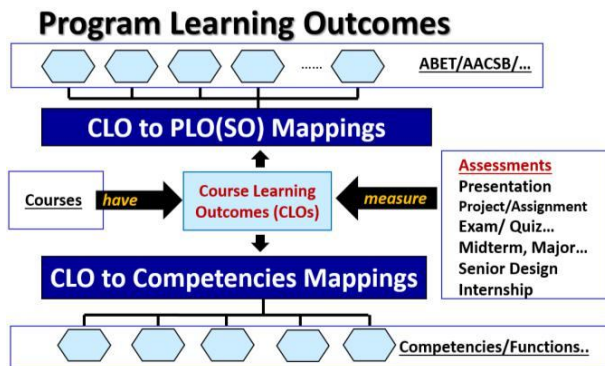 Program Learning Outcomes
...... ABET/AACSB/...
CLO to PLO(SO) Mappings
Courses
have
Course Learning
Outcomes (CLOs)
measure
Assessments
Presentation
Project/Assignment
Exam/ Quiz...
Midterm, Major...
Senior Design
Internship
CLO to Competencies Mappings
Competencies/Functions..